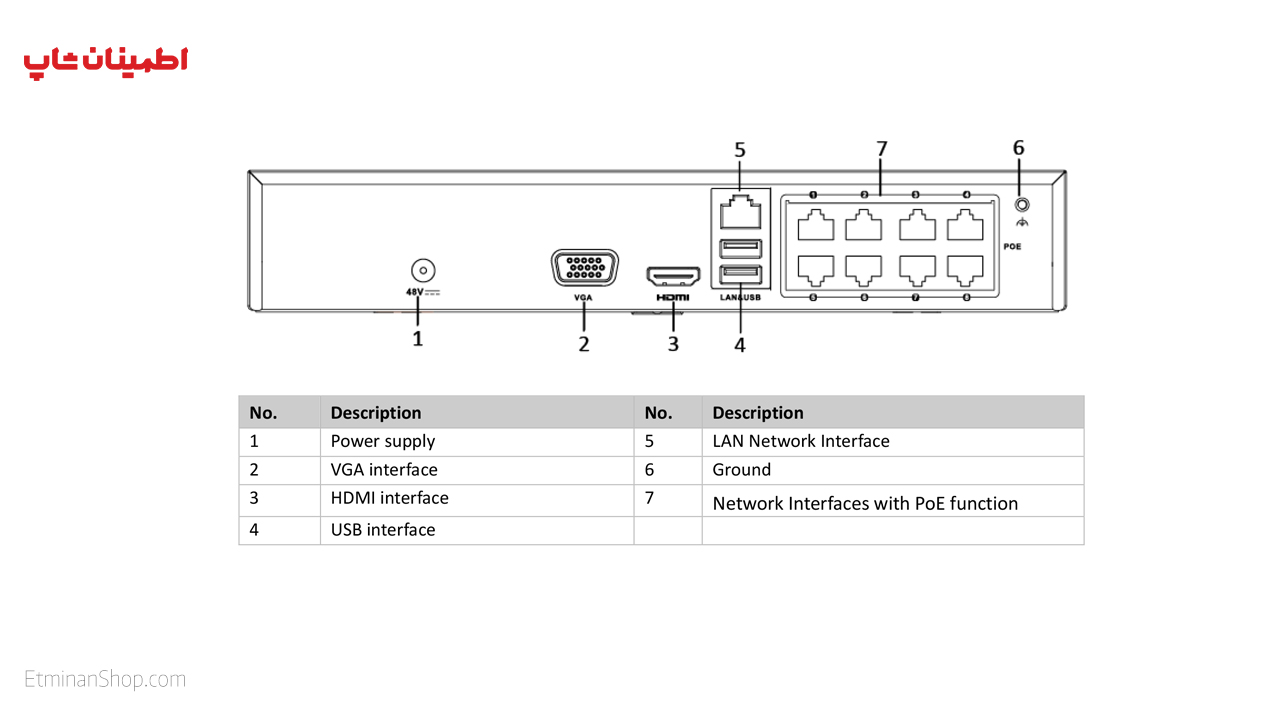 اطمینان شاپ
5 7 6
1 2 3 4
POE
48V
VGA HDMI LAN&USB
5 6 7 8
1 2 3 4
No. Description No. Description
1 Power supply 5 LAN Network Interface
2 VGA interface 6 Ground
3 HDMI interface 7 Network Interfaces with PoE function
4 USB interface
EtminanShop.com